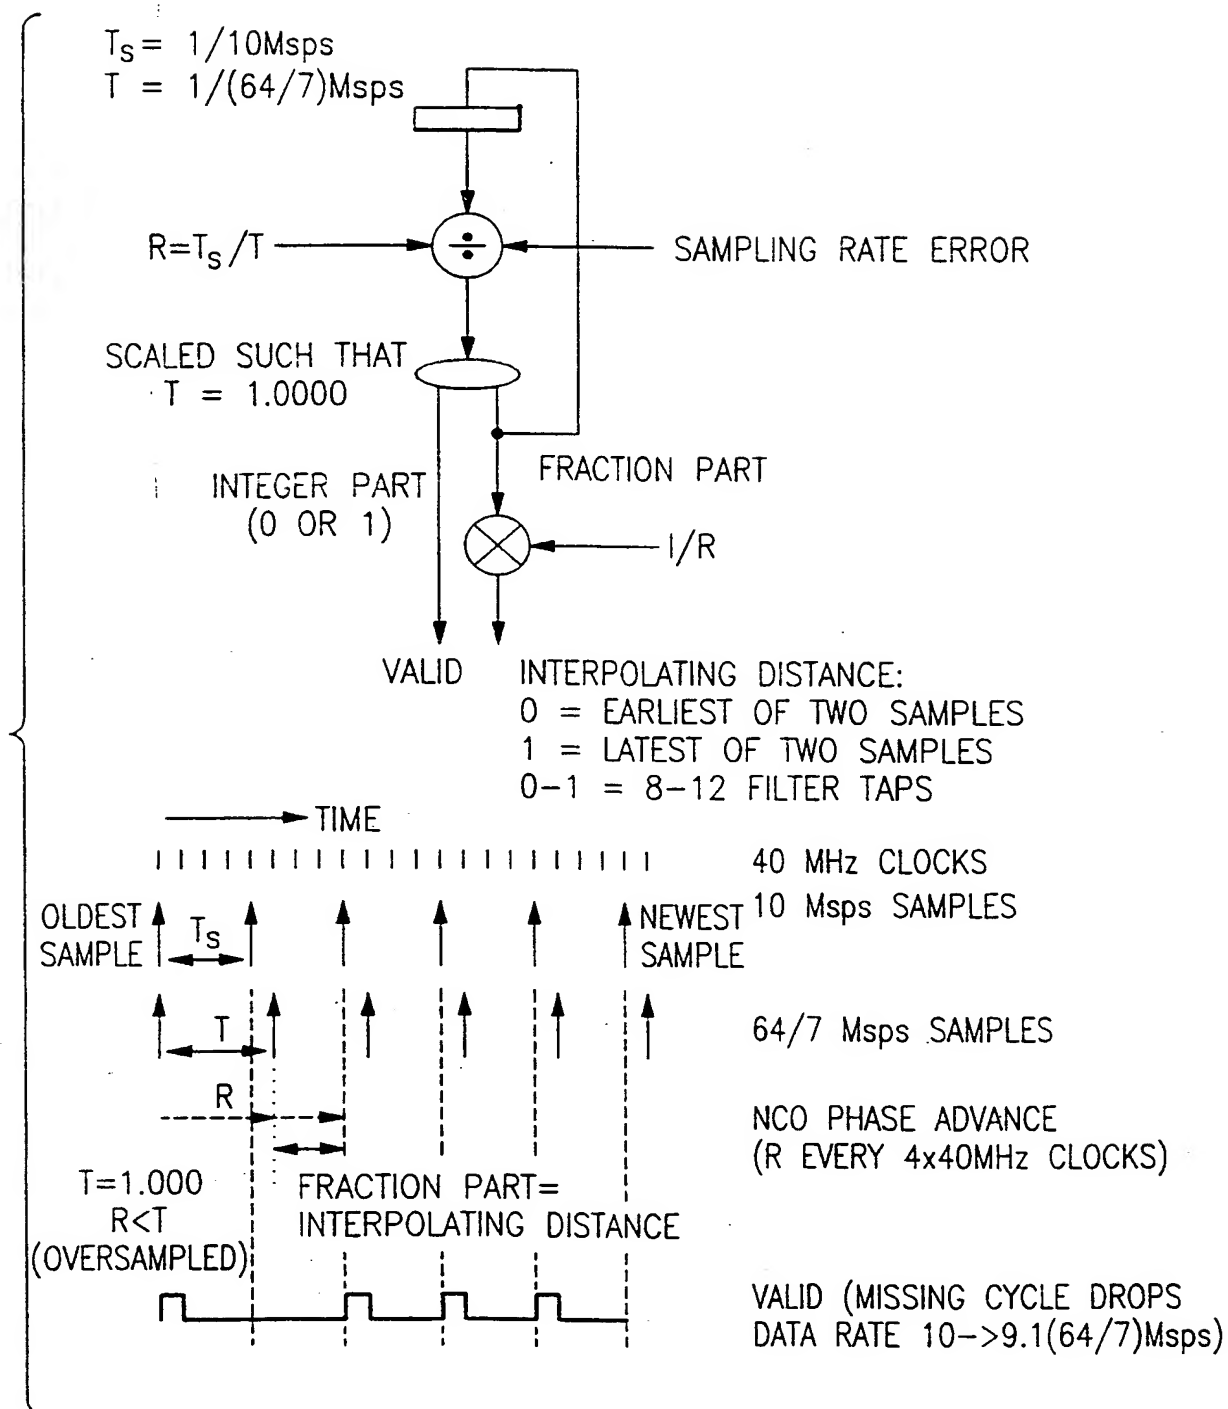 T_S = 1/10Msps
T = 1/(64/7)Msps
R=T_S/T
÷
SAMPLING RATE ERROR
SCALED SUCH THAT
T = 1.0000
INTEGER PART
(0 OR 1)
FRACTION PART
I/R
VALID
INTERPOLATING DISTANCE:
0 = EARLIEST OF TWO SAMPLES
1 = LATEST OF TWO SAMPLES
0-1 = 8-12 FILTER TAPS
TIME
40 MHz CLOCKS
OLDEST
SAMPLE
T_S
NEWEST
SAMPLE
10 Msps SAMPLES
T
64/7 Msps SAMPLES
R
NCO PHASE ADVANCE
(R EVERY 4x40MHz CLOCKS)
T=1.000
R<T
(OVERSAMPLED)
FRACTION PART=
INTERPOLATING DISTANCE
VALID (MISSING CYCLE DROPS
DATA RATE 10->9.1(64/7)Msps)